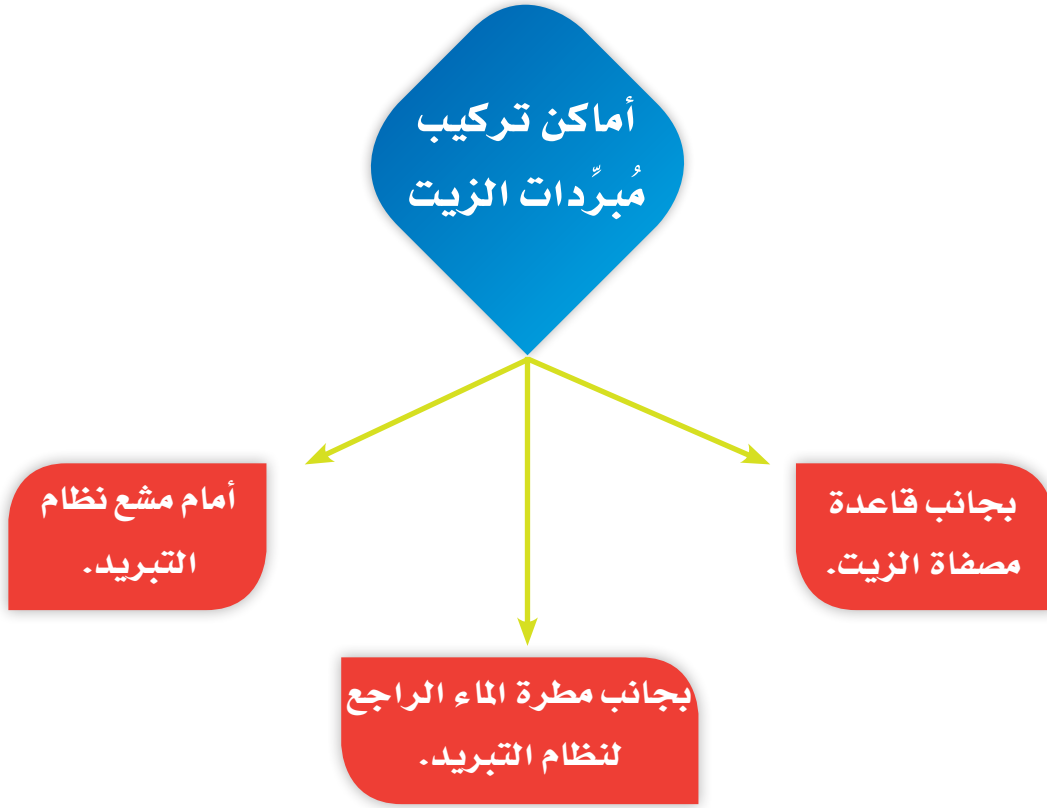 أماكن تركيب
مُبرِّدات الزيت
بجانب قاعدة
مصفاة الزيت.
بجانب مطرة الماء الراجع
لنظام التبريد.
أمام مشع نظام
التبريد.